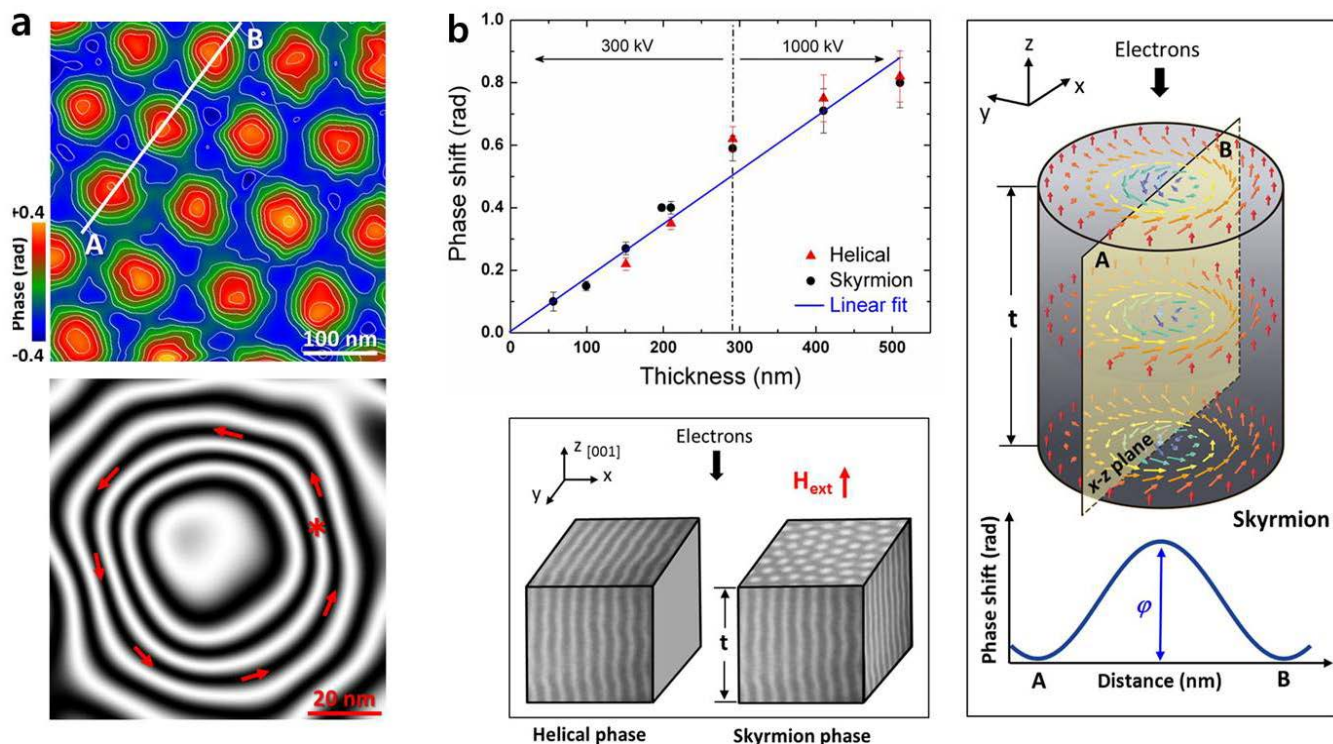 a
B
A
+0.4
Phase (rad)
-0.4
100 nm
*
20 nm
b
Phase shift (rad)
1.0
0.8
0.6
0.4
0.2
0.0
300 kV
1000 kV
Helical
Skyrmion
Linear fit
0 100 200 300 400 500
Thickness (nm)
Electrons
z [001]
x
y
Hext
t
Helical phase
Skyrmion phase
Electrons
z
x
y
B
A
t
x-z plane
Skyrmion
Phase shift (rad)
φ
A
B
Distance (nm)